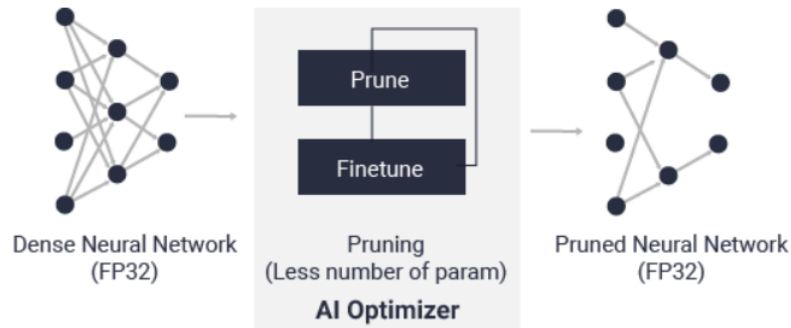 Prune
Finetune
Dense Neural Network
(FP32)
Pruning
(Less number of param)
AI Optimizer
Pruned Neural Network
(FP32)